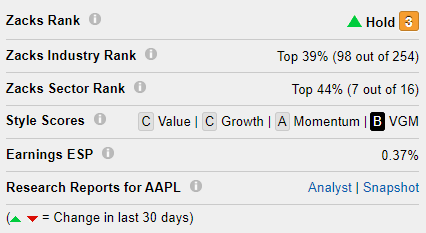 Zacks Rank Hold 3
Zacks Industry Rank Top 39% (98 out of 254)
Zacks Sector Rank Top 44% (7 out of 16)
Style Scores C Value | C Growth | A Momentum | B VGM
Earnings ESP 0.37%
Research Reports for AAPL Analyst | Snapshot
( = Change in last 30 days)